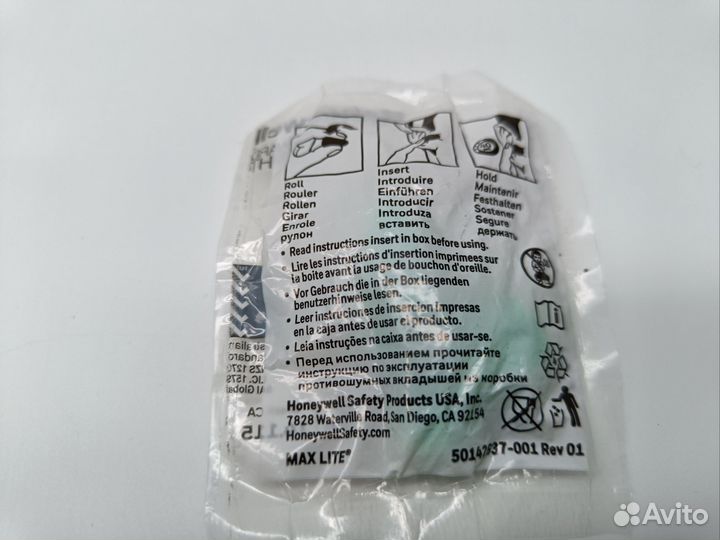 Roll
Rouler
Rollen
Girar
Enrole
рулон
Insert
Introduire
Einführen
Introducir
Introduza
вставить
Hold
Maintenir
Festhalten
Sostener
Segure
держать
• Read instructions insert in box before using.
• Lire les instructions d'insertion imprimees sur
la boite avant la usage de bouchon d'oreille.
• Vor Gebrauch die in der Box liegenden
benutzerhinweise lesen.
• Leer instruciones de insercion Impresas
en la caja antes de usar el producto.
• Leia instruções na caixa antes de usar-se.
• Перед использованием прочитайте
инструкцию по эксплуатации
противошумных вкладышей из коробки
Honeywell Safety Products USA, Inc.
7828 Waterville Road, San Diego, CA 92154
HoneywellSafety.com
MAX LITE®
50142637-001 Rev 01
Avito